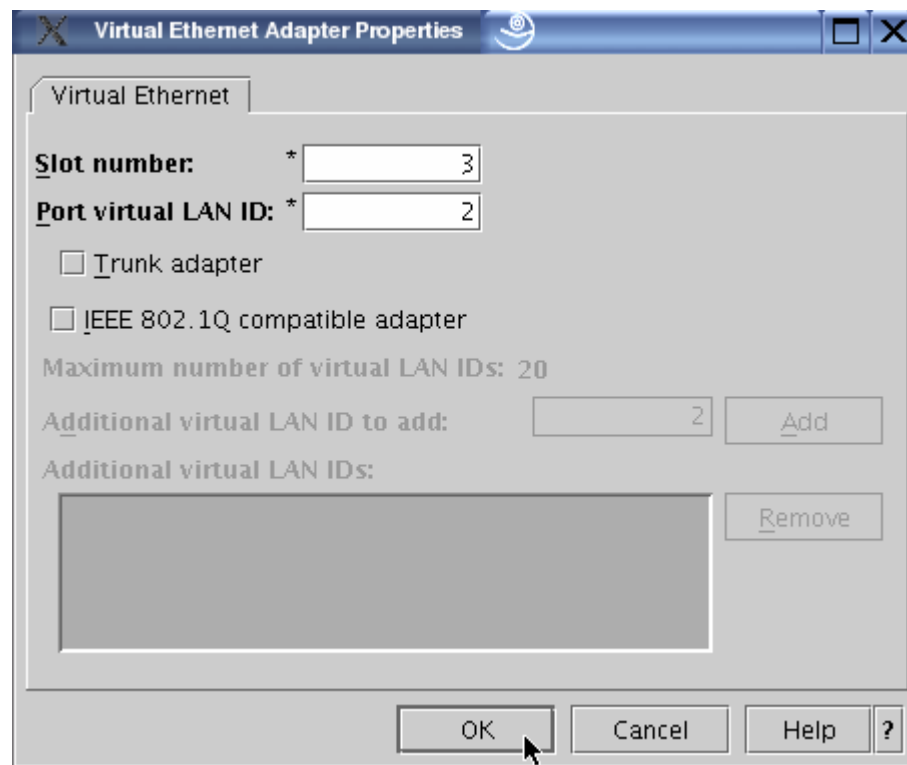 Virtual Ethernet Adapter Properties
Virtual Ethernet
Slot number: * 3
Port virtual LAN ID: * 2
Trunk adapter
IEEE 802.1Q compatible adapter
Maximum number of virtual LAN IDs: 20
Additional virtual LAN ID to add: 2 Add
Additional virtual LAN IDs:
Remove
OK Cancel Help ?